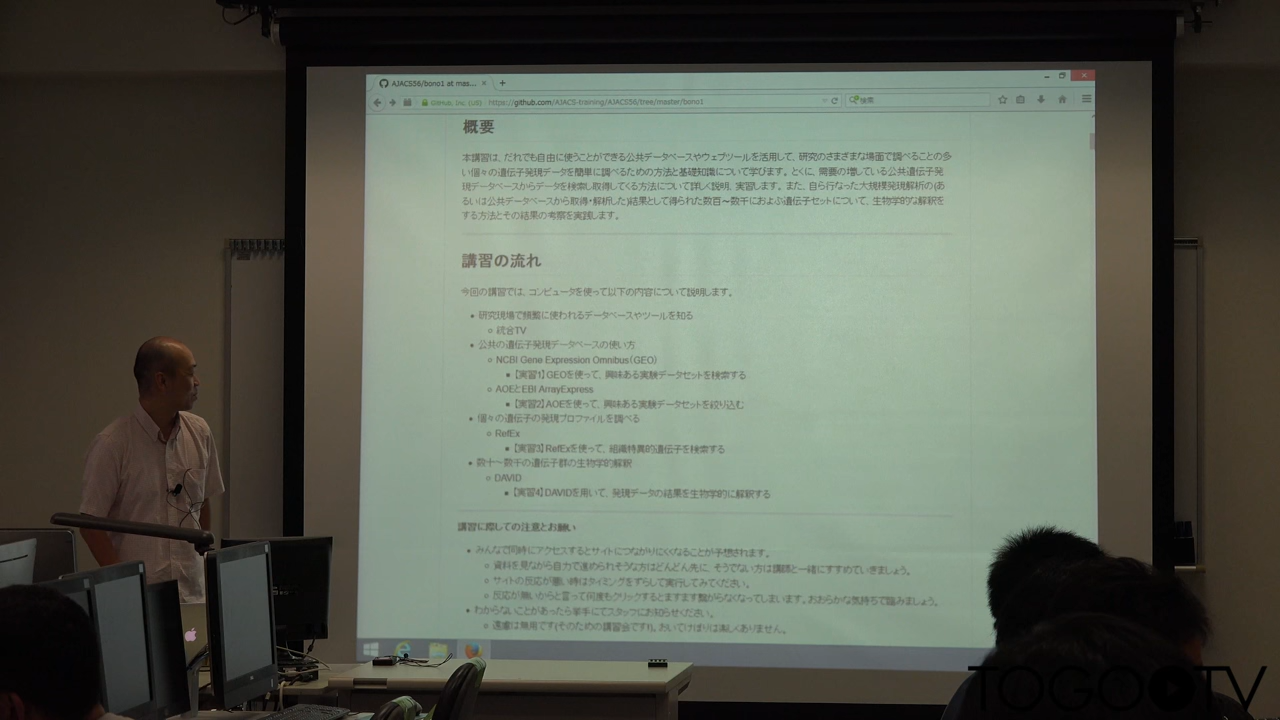 AJACS56/bono1 at mas...
GitHub, Inc. (US)
https://github.com/AJACS-training/AJACS56/tree/master/bono1
検索
概要
本講習は、だれでも自由に使うことができる公共データベースやウェブツールを活用して、研究のさまざまな場面で調べることの多
い個々の遺伝子発現データを簡単に調べるための方法と基礎知識について学びます。とくに、需要の増している公共遺伝子発
現データベースからデータを検索し取得してくる方法について詳しく説明、実習します。また、自ら行なった大規模発現解析の(あ
るいは公共データベースから取得・解析した)結果として得られた数百〜数千におよぶ遺伝子セットについて、生物学的な解釈を
する方法とその結果の考察を実践します。
講習の流れ
今回の講習では、コンピュータを使って以下の内容について説明します。
研究現場で頻繁に使われるデータベースやツールを知る
統合TV
公共の遺伝子発現データベースの使い方
NCBI Gene Expression Omnibus(GEO)
【実習1】GEOを使って、興味ある実験データセットを検索する
AOEとEBI ArrayExpress
【実習2】AOEを使って、興味ある実験データセットを絞り込む
個々の遺伝子の発現プロファイルを調べる
RefEx
【実習3】RefExを使って、組織特異的遺伝子を検索する
数十〜数千の遺伝子群の生物学的解釈
DAVID
【実習4】DAVIDを用いて、発現データの結果を生物学的に解釈する
講習に際しての注意とお願い
みんなで同時にアクセスするとサイトにつながりにくくなることが予想されます。
資料を見ながら自力で進められそうな方はどんどん先に、そうでない方は講師と一緒にすすめていきましょう。
サイトの反応が悪い時はタイミングをずらして実行してみてください。
反応が無いからと言って何度もクリックするとますます繋がらなくなってしまいます。おおらかな気持ちで臨みましょう。
わからないことがあったら挙手にてスタッフにお知らせください。
遠慮は無用です(そのための講習会です!)。おいてけぼりは楽しくありません。
TOGOTV